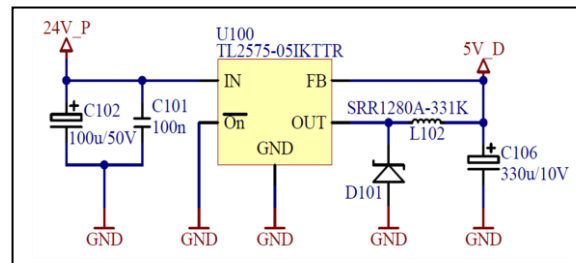 24V_P
U100
TL2575-05IKTTR
5V_D
IN
FB
SRR1280A-331K
C102
100u/50V
C101
100n
On
OUT
L102
GND
C106
330u/10V
D101
GND
GND
GND
GND
GND